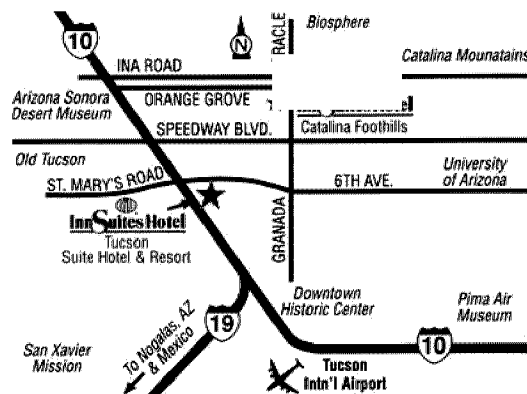 10
RACLE
Biosphere
N
INA ROAD
Catalina Mounatains
Arizona Sonora
Desert Museum
ORANGE GROVE
SPEEDWAY BLVD.
Catalina Foothills
Old Tucson
ST. MARY'S ROAD
6TH AVE.
University
of Arizona
InnSuites Hotel
Tucson
Suite Hotel & Resort
GRANADA
Downtown
Historic Center
Pima Air
Museum
19
To Nogalas, AZ
& Mexico
10
San Xavier
Mission
Tucson
Intn'l Airport